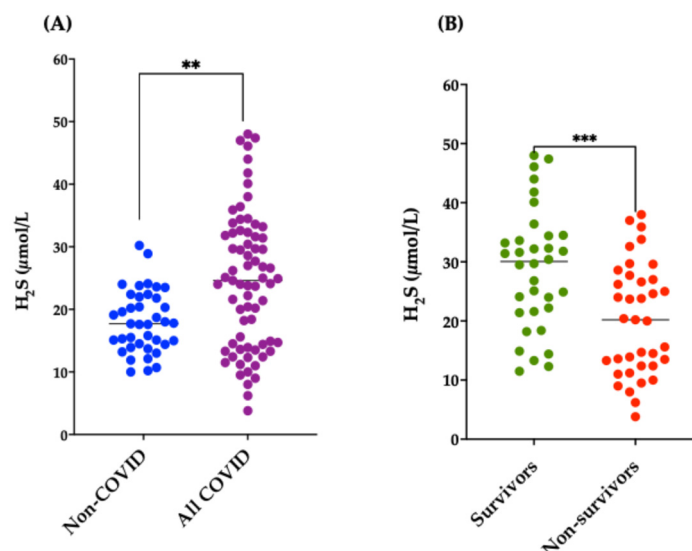 (A)
(B)
**
***
H₂S (μmol/L
H₂S (μmol/L)
60
50
40
30
20
10
0
60
50
40
30
20
10
0
Non-COVID
All COVID
Survivors
Non-survivors